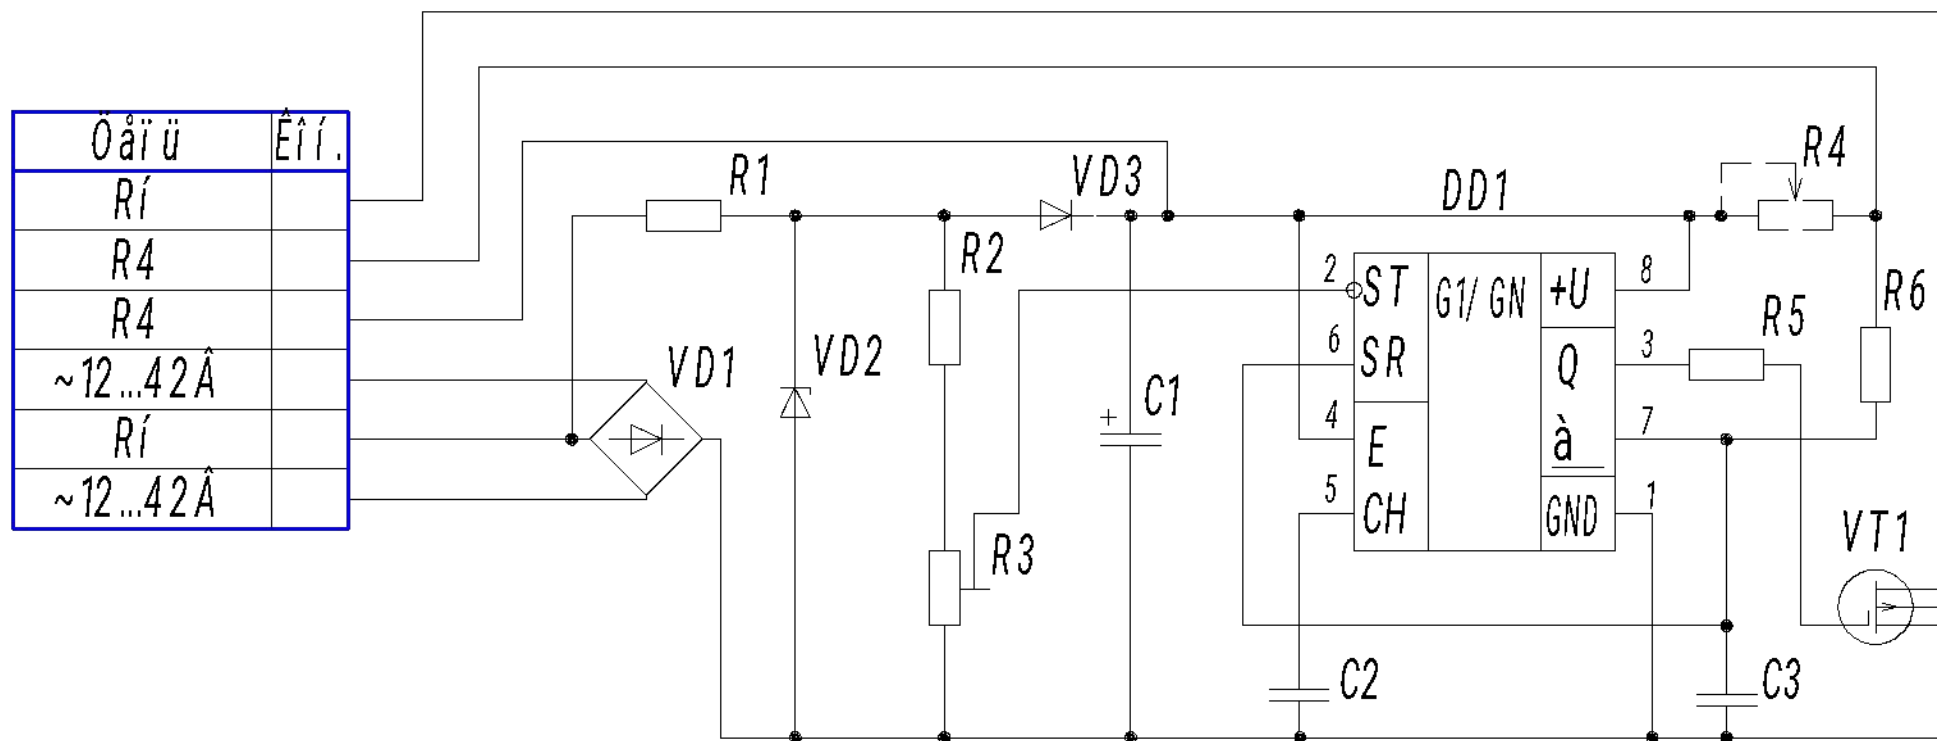 Öåïü Êîí.
Rí
R4
R4
~12...42Â
Rí
~12...42Â
R1
VD3
DD1
R4
R2
2 ST
G1/GN
+U 8
R6
R5
VD1
VD2
6 SR
Q 3
C1
4 E
à 7
5 CH
GND 1
R3
VT1
+
C2
C3